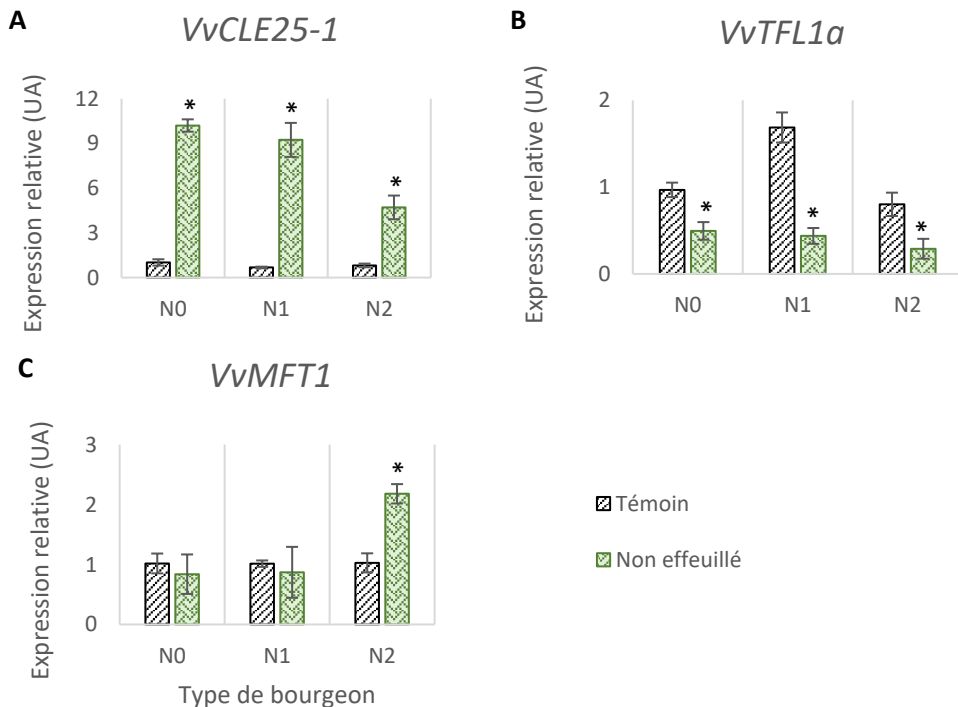 A
VvCLE25-1
Expression relative (UA)
12
9
6
3
0
*
*
*
N0
N1
N2
B
VvTFL1a
Expression relative (UA)
2
1
0
*
*
*
N0
N1
N2
C
VvMFT1
Expression relative (UA)
3
2
1
0
*
N0
N1
N2
Type de bourgeon
Témoin
Non effeuillé